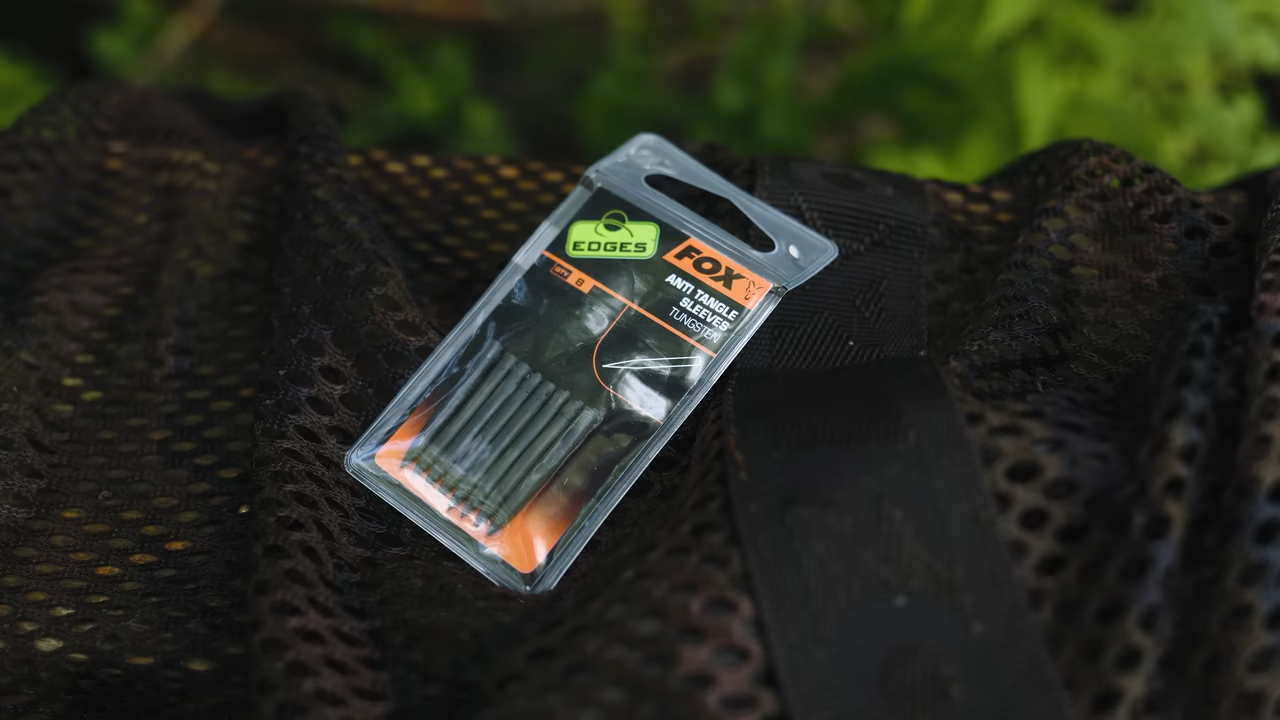 EDGES
FOX
QTY 8
ANTI TANGLE
SLEEVES
TUNGSTEN